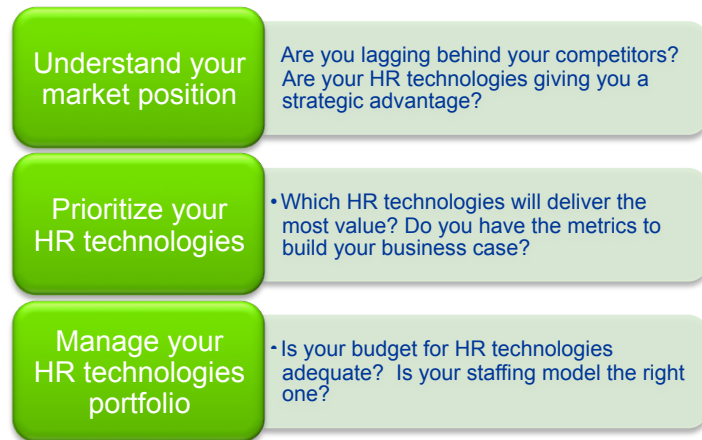 Understand your
market position
Are you lagging behind your competitors?
Are your HR technologies giving you a
strategic advantage?
Prioritize your
HR technologies
• Which HR technologies will deliver the
most value? Do you have the metrics to
build your business case?
Manage your
HR technologies
portfolio
• Is your budget for HR technologies
adequate?  Is your staffing model the right
one?